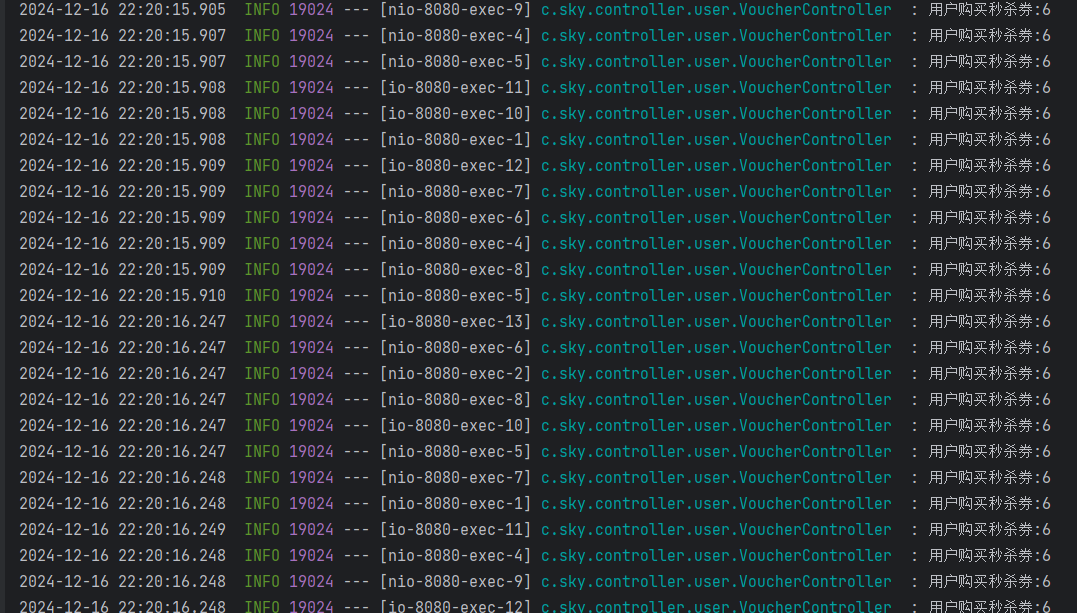 2024-12-16 22:20:15.905  INFO 19024 --- [nio-8080-exec-9] c.sky.controller.user.VoucherController  : 用户购买秒杀券:6
2024-12-16 22:20:15.907  INFO 19024 --- [nio-8080-exec-4] c.sky.controller.user.VoucherController  : 用户购买秒杀券:6
2024-12-16 22:20:15.907  INFO 19024 --- [nio-8080-exec-5] c.sky.controller.user.VoucherController  : 用户购买秒杀券:6
2024-12-16 22:20:15.908  INFO 19024 --- [io-8080-exec-11] c.sky.controller.user.VoucherController  : 用户购买秒杀券:6
2024-12-16 22:20:15.908  INFO 19024 --- [io-8080-exec-10] c.sky.controller.user.VoucherController  : 用户购买秒杀券:6
2024-12-16 22:20:15.908  INFO 19024 --- [nio-8080-exec-1] c.sky.controller.user.VoucherController  : 用户购买秒杀券:6
2024-12-16 22:20:15.909  INFO 19024 --- [io-8080-exec-12] c.sky.controller.user.VoucherController  : 用户购买秒杀券:6
2024-12-16 22:20:15.909  INFO 19024 --- [nio-8080-exec-7] c.sky.controller.user.VoucherController  : 用户购买秒杀券:6
2024-12-16 22:20:15.909  INFO 19024 --- [nio-8080-exec-6] c.sky.controller.user.VoucherController  : 用户购买秒杀券:6
2024-12-16 22:20:15.909  INFO 19024 --- [nio-8080-exec-4] c.sky.controller.user.VoucherController  : 用户购买秒杀券:6
2024-12-16 22:20:15.909  INFO 19024 --- [nio-8080-exec-8] c.sky.controller.user.VoucherController  : 用户购买秒杀券:6
2024-12-16 22:20:15.910  INFO 19024 --- [nio-8080-exec-5] c.sky.controller.user.VoucherController  : 用户购买秒杀券:6
2024-12-16 22:20:16.247  INFO 19024 --- [io-8080-exec-13] c.sky.controller.user.VoucherController  : 用户购买秒杀券:6
2024-12-16 22:20:16.247  INFO 19024 --- [nio-8080-exec-6] c.sky.controller.user.VoucherController  : 用户购买秒杀券:6
2024-12-16 22:20:16.247  INFO 19024 --- [nio-8080-exec-2] c.sky.controller.user.VoucherController  : 用户购买秒杀券:6
2024-12-16 22:20:16.247  INFO 19024 --- [nio-8080-exec-8] c.sky.controller.user.VoucherController  : 用户购买秒杀券:6
2024-12-16 22:20:16.247  INFO 19024 --- [io-8080-exec-10] c.sky.controller.user.VoucherController  : 用户购买秒杀券:6
2024-12-16 22:20:16.247  INFO 19024 --- [nio-8080-exec-5] c.sky.controller.user.VoucherController  : 用户购买秒杀券:6
2024-12-16 22:20:16.248  INFO 19024 --- [nio-8080-exec-7] c.sky.controller.user.VoucherController  : 用户购买秒杀券:6
2024-12-16 22:20:16.248  INFO 19024 --- [nio-8080-exec-1] c.sky.controller.user.VoucherController  : 用户购买秒杀券:6
2024-12-16 22:20:16.249  INFO 19024 --- [io-8080-exec-11] c.sky.controller.user.VoucherController  : 用户购买秒杀券:6
2024-12-16 22:20:16.248  INFO 19024 --- [nio-8080-exec-4] c.sky.controller.user.VoucherController  : 用户购买秒杀券:6
2024-12-16 22:20:16.248  INFO 19024 --- [nio-8080-exec-9] c.sky.controller.user.VoucherController  : 用户购买秒杀券:6
2024-12-16 22:20:16.248  INFO 19024 --- [io-8080-exec-12] c.sky.controller.user.VoucherController  : 用户购买秒杀券:6